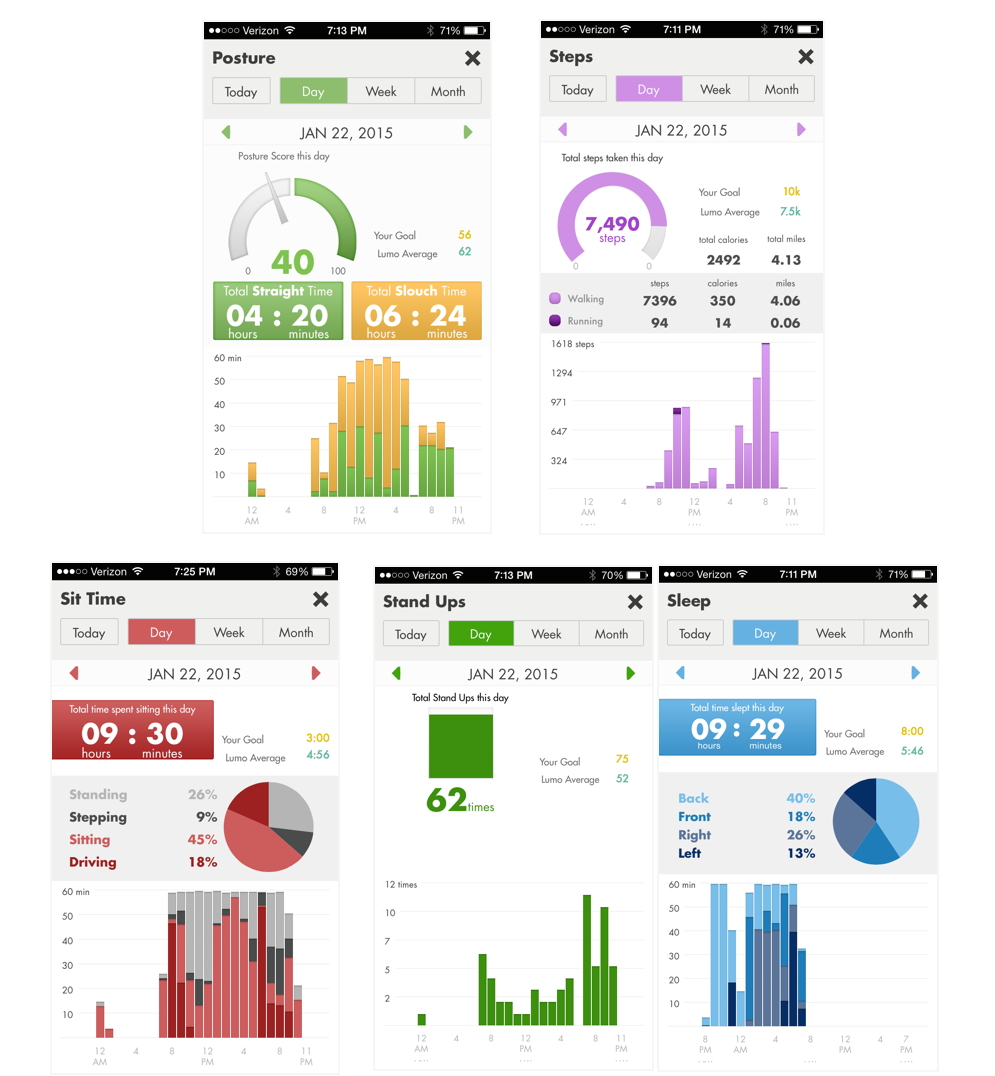 Verizon 7:13 PM 71%
Posture
Today Day Week Month
JAN 22, 2015
Posture Score this day
Your Goal 56
Lumo Average 62
0 40 100
Total Straight Time
04 : 20
hours minutes
Total Slouch Time
06 : 24
hours minutes
60 min
50
40
30
20
10
12 4 8 12 4 8 11
AM PM PM
Verizon 7:11 PM 71%
Steps
Today Day Week Month
JAN 22, 2015
Total steps taken this day
Your Goal 10k
Lumo Average 7.5k
7,490
steps
0 0
total calories total miles
2492 4.13
steps calories miles
Walking 7396 350 4.06
Running 94 14 0.06
1618 steps
1294
971
647
324
12 4 8 12 4 8 11
AM PM PM
Verizon 7:25 PM 69%
Sit Time
Today Day Week Month
JAN 22, 2015
Total time spent sitting this day
09 : 30
hours minutes
Your Goal 3:00
Lumo Average 4:56
Standing 26%
Stepping 9%
Sitting 45%
Driving 18%
60 min
50
40
30
20
10
12 4 8 12 4 8 11
AM PM PM
Verizon 7:13 PM 70%
Stand Ups
Today Day Week Month
JAN 22, 2015
Total Stand Ups this day
Your Goal 75
Lumo Average 52
62 times
12 times
10
7
5
2
12 4 8 12 4 8 11
AM PM PM
Verizon 7:11 PM 71%
Sleep
Today Day Week Month
JAN 22, 2015
Total time slept this day
09 : 29
hours minutes
Your Goal 8:00
Lumo Average 5:46
Back 40%
Front 18%
Right 26%
Left 13%
60 min
50
40
30
20
10
8 12 4 8 12 4 7
PM AM PM PM